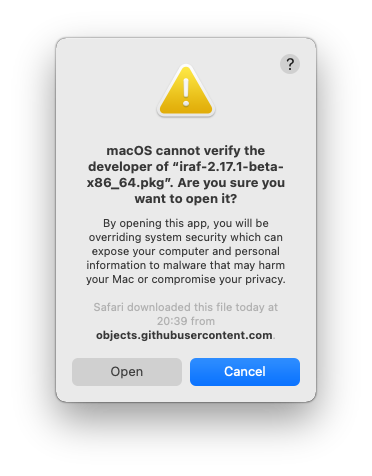 ?
macOS cannot verify the
developer of “iraf-2.17.1-beta-
x86_64.pkg”. Are you sure you
want to open it?
By opening this app, you will be
overriding system security which can
expose your computer and personal
information to malware that may harm
your Mac or compromise your privacy.
Safari downloaded this file today at
20:39 from
objects.githubusercontent.com.
Open
Cancel